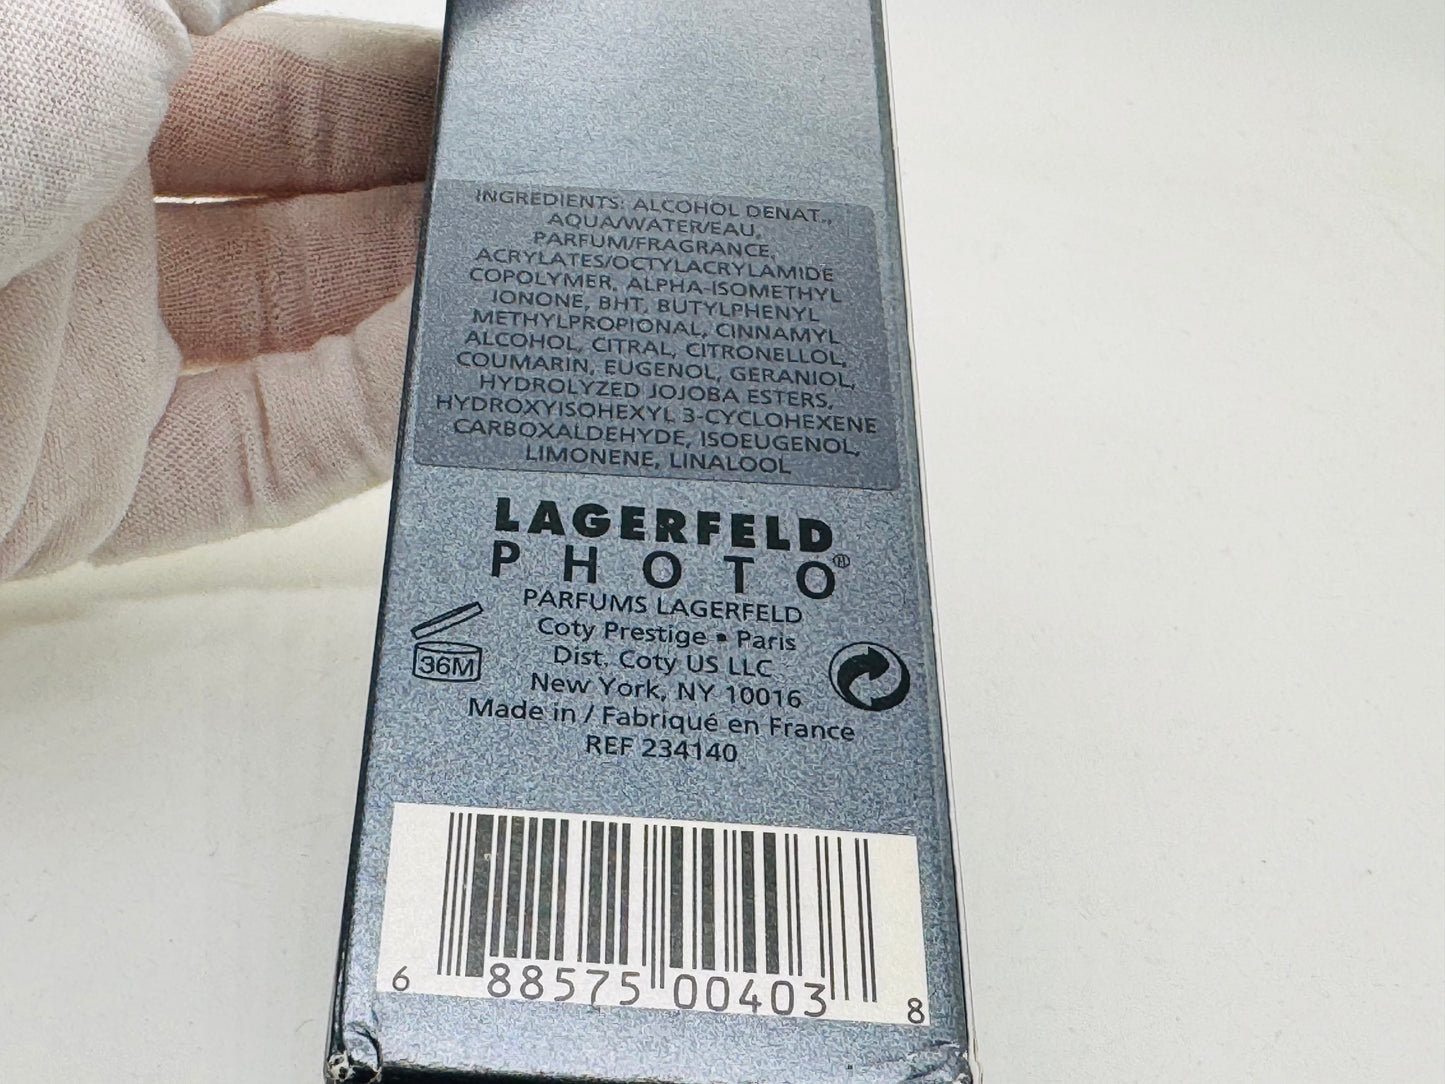 INGREDIENTS: ALCOHOL DENAT.,
AQUA/WATER/EAU,
PARFUM/FRAGRANCE,
ACRYLATES/OCTYLACRYLAMIDE
COPOLYMER, ALPHA-ISOMETHYL
IONONE, BHT, BUTYLPHENYL
METHYLPROPIONAL, CINNAMYL
ALCOHOL, CITRAL, CITRONELLOL,
COUMARIN, EUGENOL, GERANIOL,
HYDROLYZED JOJOBA ESTERS,
HYDROXYISOHEXYL 3-CYCLOHEXENE
CARBOXALDEHYDE, ISOEUGENOL,
LIMONENE, LINALOOL
LAGERFELD
PHOTO®
PARFUMS LAGERFELD
Coty Prestige • Paris
Dist. Coty US LLC
New York, NY 10016
Made in / Fabriqué en France
REF 234140
36M
6 88575 00403 8